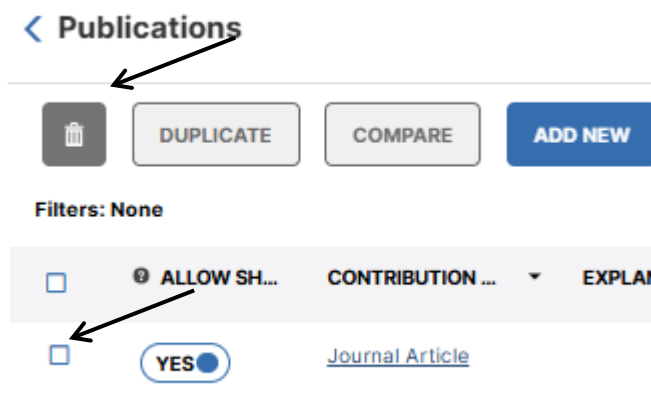 Publications
DUPLICATE COMPARE ADD NEW
Filters: None
ALLOW SH... CONTRIBUTION ... EXPLAN
YES Journal Article